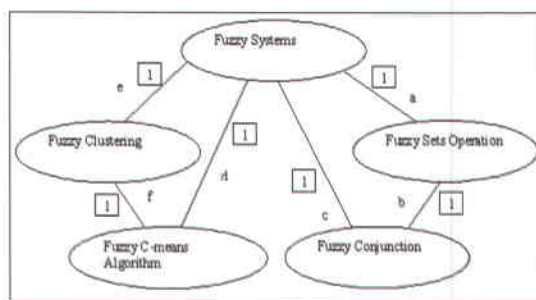 Fuzzy Systems
1
e
1
a
Fuzzy Clustering
Fuzzy Sets Operation
1
d
1
c
f
1
b
1
Fuzzy C-means
Algorithm
Fuzzy Conjunction